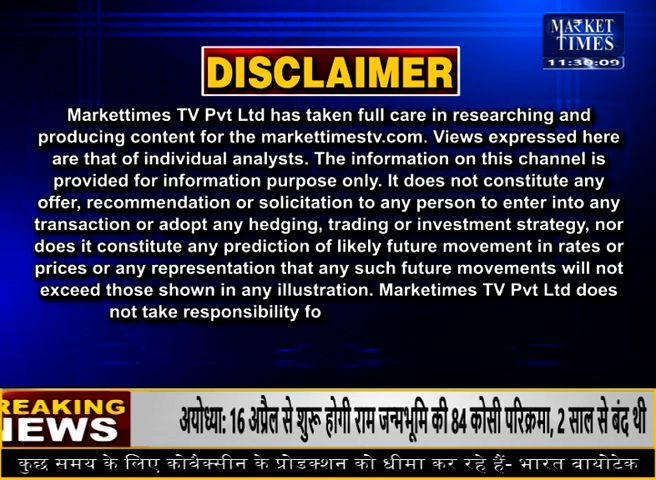 MARKET
TIMES
11:30:09
DISCLAIMER
Markettimes TV Pvt Ltd has taken full care in researching and
producing content for the markettimestv.com. Views expressed here
are that of individual analysts. The information on this channel is
provided for information purpose only. It does not constitute any
offer, recommendation or solicitation to any person to enter into any
transaction or adopt any hedging, trading or investment strategy, nor
does it constitute any prediction of likely future movement in rates or
prices or any representation that any such future movements will not
exceed those shown in any illustration. Marketimes TV Pvt Ltd does
not take responsibility fo
REAKING
NEWS
अयोध्या: 16 अप्रैल से शुरू होगी राम जन्मभूमि की 84 कोसी परिक्रमा, 2 साल से बंद थी
कुछ समय के लिए कोबैक्सीन के प्रोडक्शन को धीमा कर रहे हैं- भारत बायोटेक